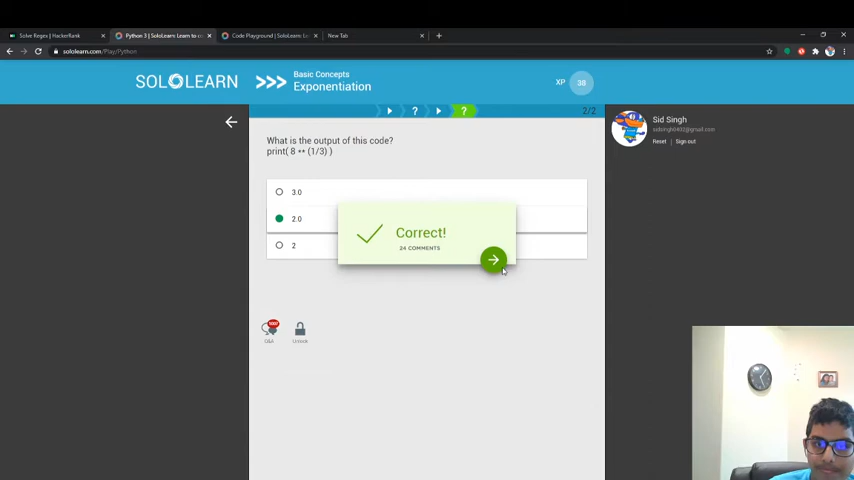 Solve Regex | HackerRank
Python 3 | SoloLearn: Learn to co
Code Playground | SoloLearn: Le
New Tab
sololearn.com/Play/Python
SOLOLEARN
Basic Concepts
Exponentiation
XP 38
? ? 2/2
Sid Singh
Reset Sign out
What is the output of this code?
print( 8 ** (1/3) )
3.0
2.0
2
Correct!
24 COMMENTS
Q&A Unlock